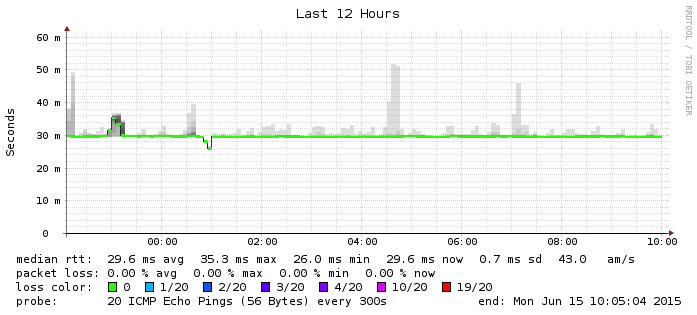 Last 12 Hours
RRDTOOL / TOBI OETIKER
Seconds
60 m
50 m
40 m
30 m
20 m
10 m
0
00:00 02:00 04:00 06:00 08:00 10:00
median rtt: 29.6 ms avg 35.3 ms max 26.0 ms min 29.6 ms now 0.7 ms sd 43.0 am/s
packet loss: 0.00 % avg 0.00 % max 0.00 % min 0.00 % now
loss color: 0 1/20 2/20 3/20 4/20 10/20 19/20
probe: 20 ICMP Echo Pings (56 Bytes) every 300s end: Mon Jun 15 10:05:04 2015